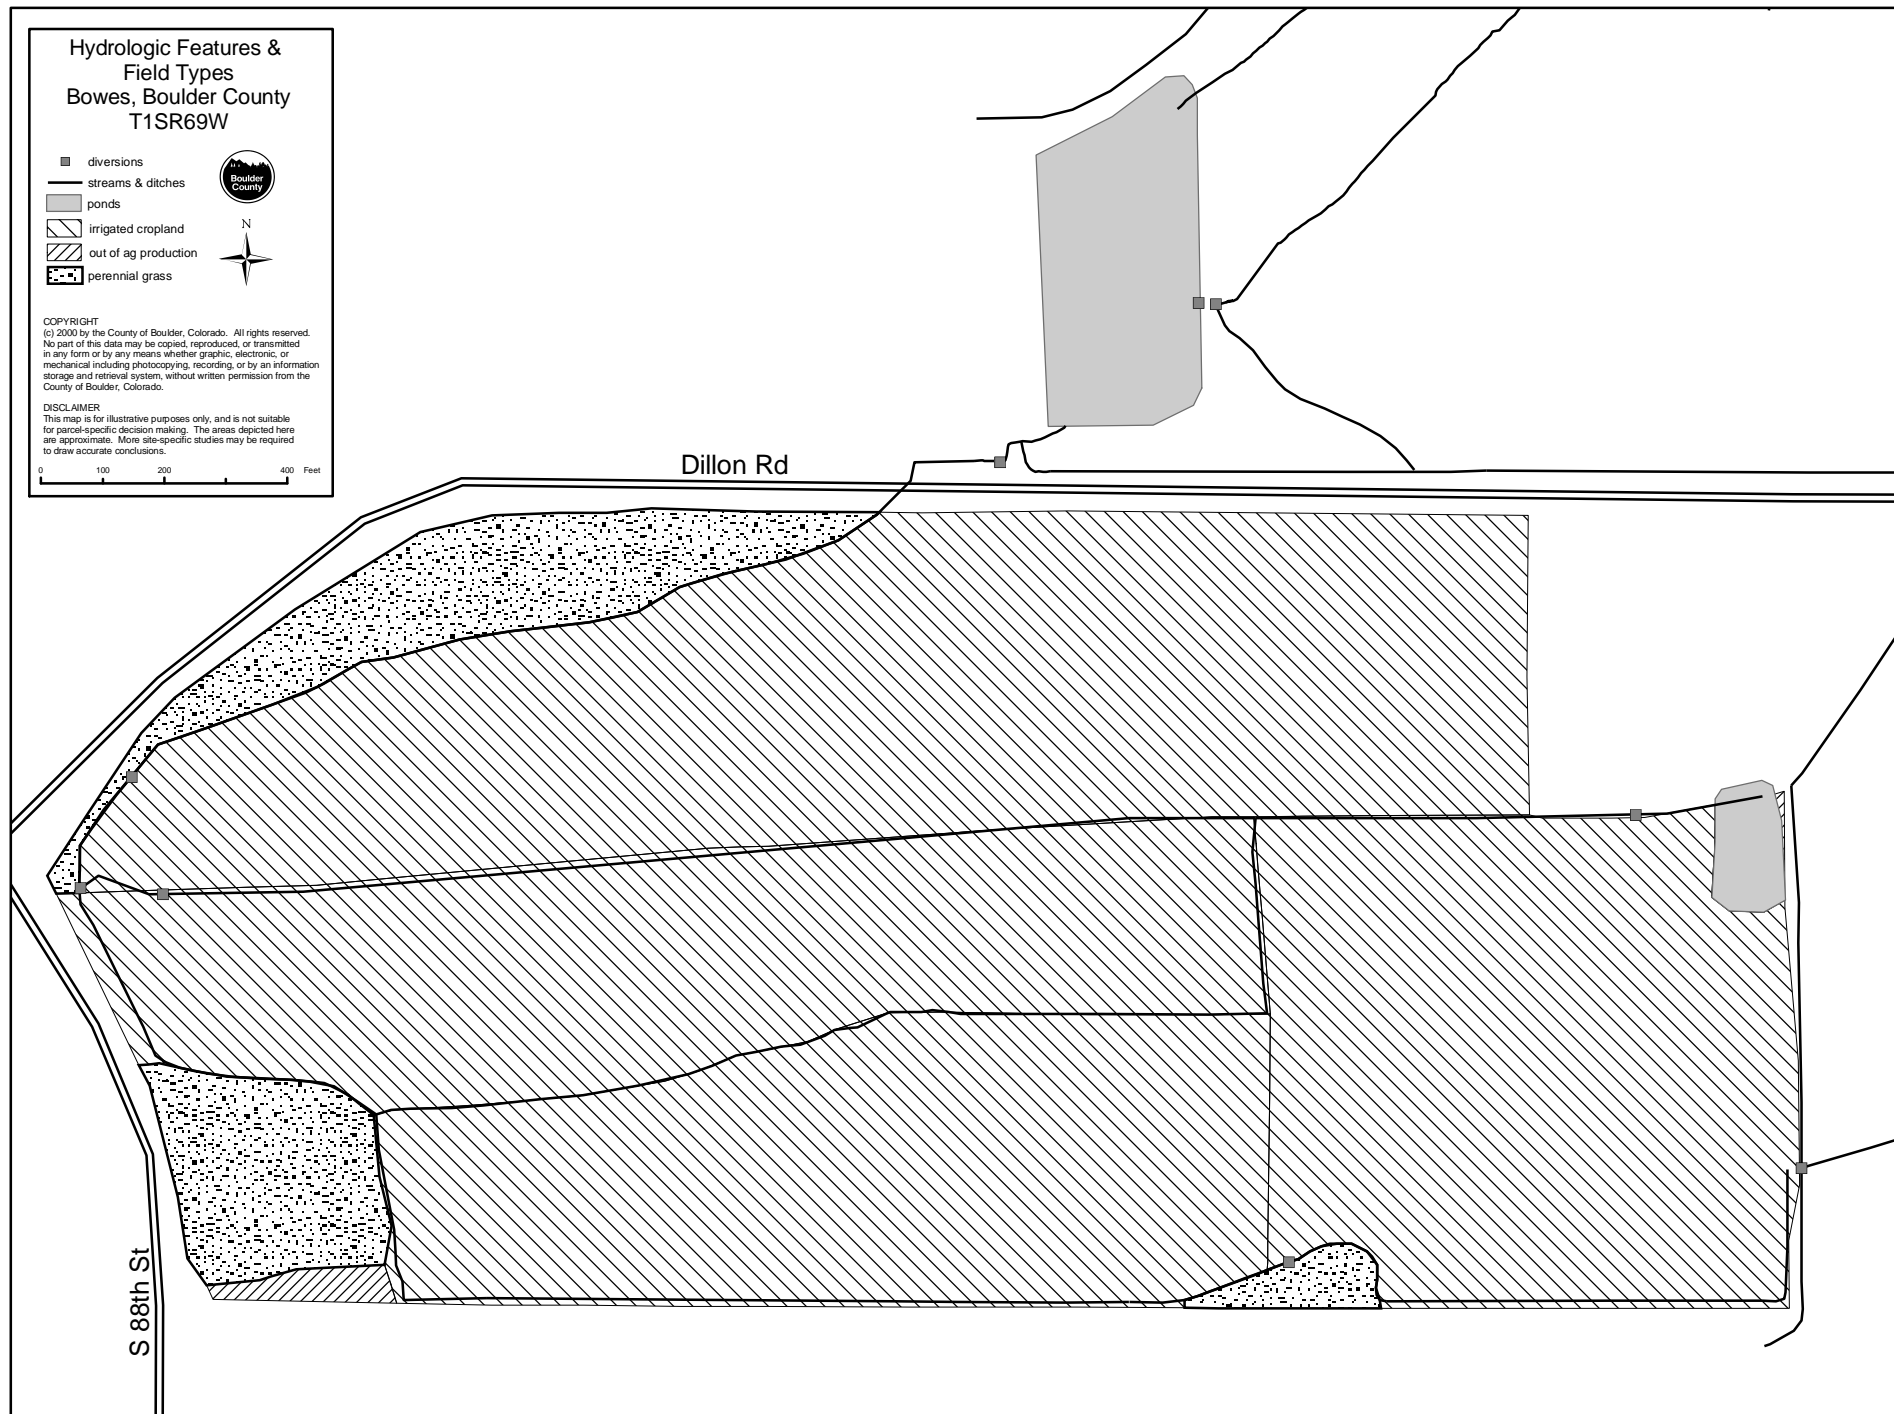 Hydrologic Features &
Field Types
Bowes, Boulder County
T1SR69W
diversions
streams & ditches
ponds
irrigated cropland
out of ag production
perennial grass
Boulder
County
N
COPYRIGHT
(c) 2000 by the County of Boulder, Colorado. All rights reserved.
No part of this data may be copied, reproduced, or transmitted
in any form or by any means whether graphic, electronic, or
mechanical including photocopying, recording, or by an information
storage and retrieval system, without written permission from the
County of Boulder, Colorado.
DISCLAIMER
This map is for illustrative purposes only, and is not suitable
for parcel-specific decision making. The areas depicted here
are approximate. More site-specific studies may be required
to draw accurate conclusions.
0 100 200 400 Feet
Dillon Rd
S 88th St